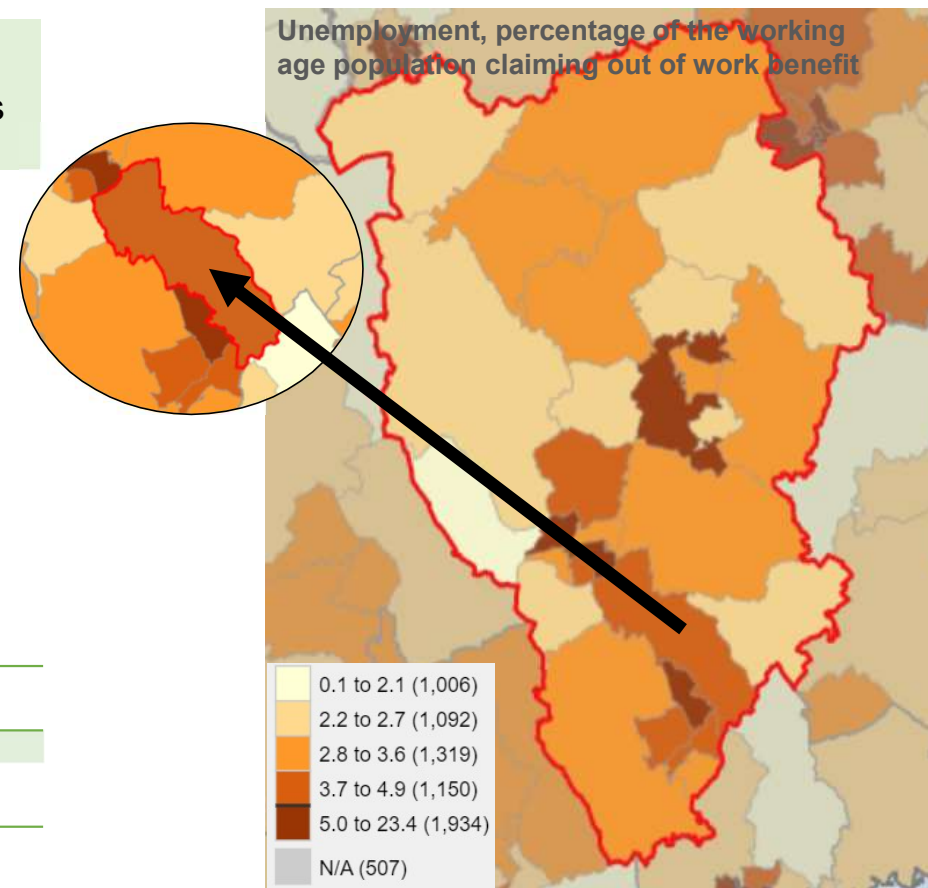 Unemployment, percentage of the working
age population claiming out of work benefit
s
0.1 to 2.1 (1,006)
2.2 to 2.7 (1,092)
2.8 to 3.6 (1,319)
3.7 to 4.9 (1,150)
5.0 to 23.4 (1,934)
N/A (507)